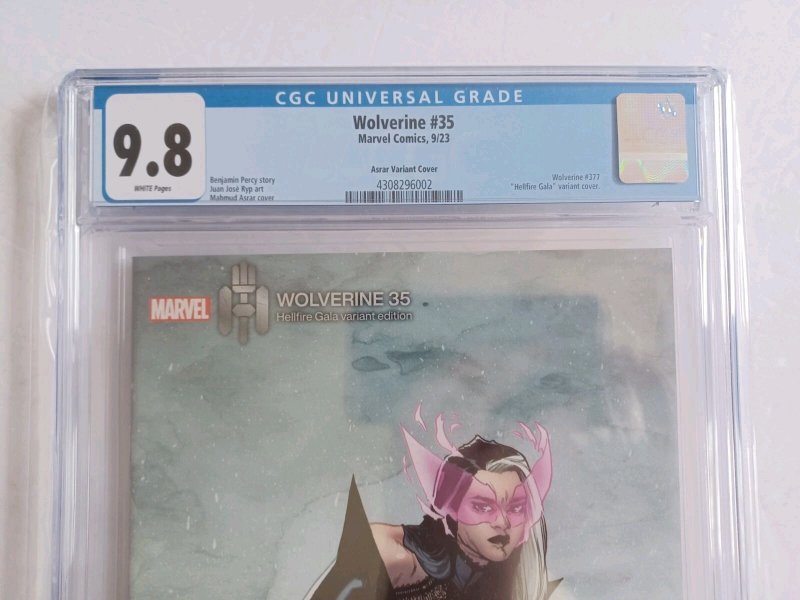 CGC UNIVERSAL GRADE
9.8
WHITE Pages
Wolverine #35
Marvel Comics, 9/23
Asrar Variant Cover
Benjamin Percy story
Juan José Ryp art
Mahmud Asrar cover
4308296002
Wolverine #377
"Hellfire Gala" variant cover.
MARVEL
WOLVERINE 35
Hellfire Gala variant edition